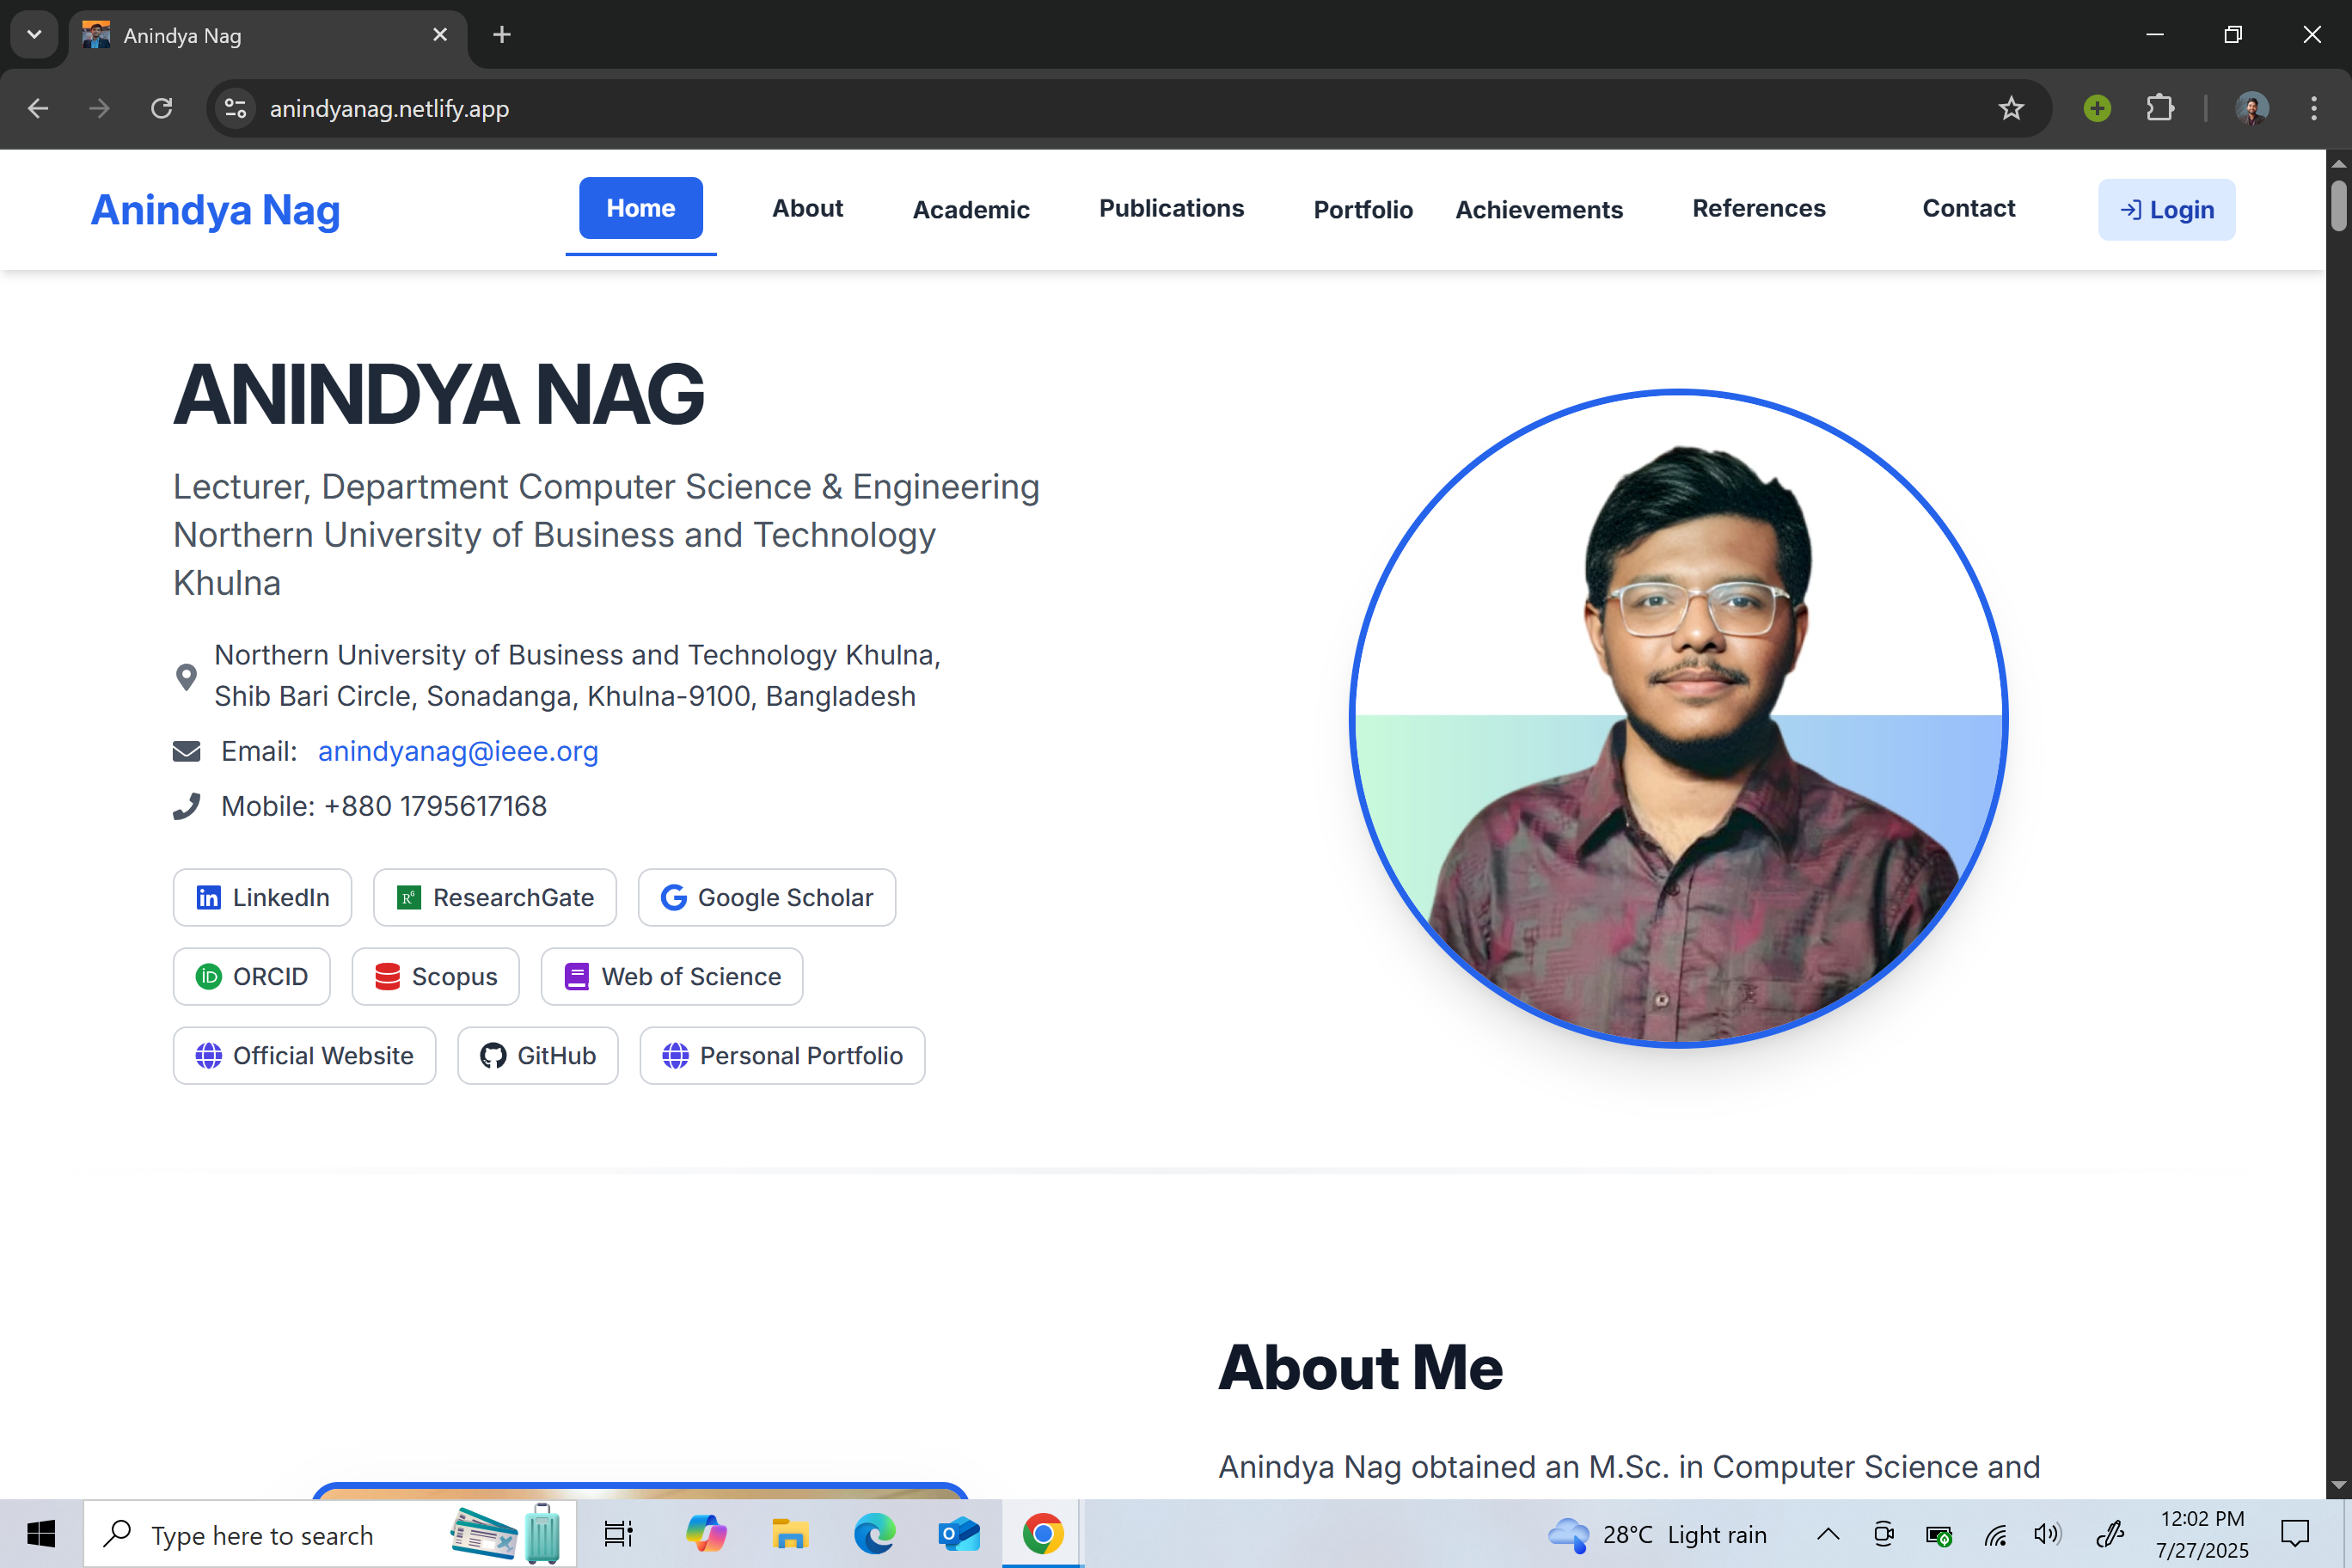 Anindya Nag
anindyanag.netlify.app
Anindya Nag
Home
About
Academic
Publications
Portfolio
Achievements
References
Contact
Login
ANINDYA NAG
Lecturer, Department Computer Science & Engineering
Northern University of Business and Technology
Khulna
Northern University of Business and Technology Khulna,
Shib Bari Circle, Sonadanga, Khulna-9100, Bangladesh
Email: anindyanag@ieee.org
Mobile: +880 1795617168
LinkedIn
ResearchGate
Google Scholar
ORCID
Scopus
Web of Science
Official Website
GitHub
Personal Portfolio
About Me
Anindya Nag obtained an M.Sc. in Computer Science and
Type here to search
28°C Light rain
12:02 PM
7/27/2025